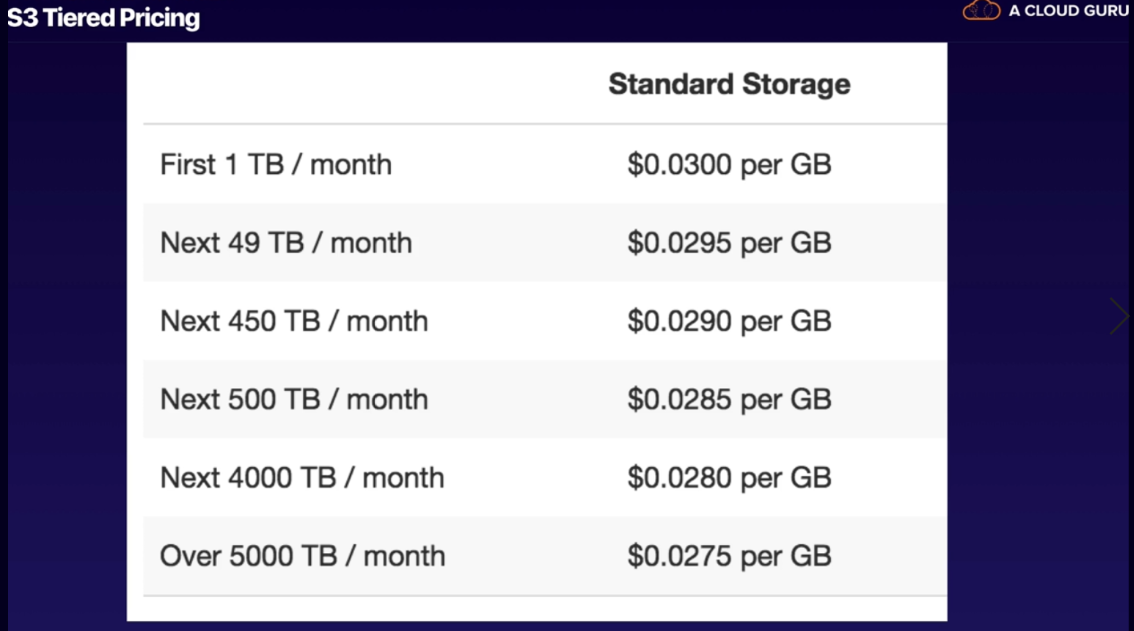 S3 Tiered Pricing
A CLOUD GURU
Standard Storage
First 1 TB / month $0.0300 per GB
Next 49 TB / month $0.0295 per GB
Next 450 TB / month $0.0290 per GB
Next 500 TB / month $0.0285 per GB
Next 4000 TB / month $0.0280 per GB
Over 5000 TB / month $0.0275 per GB